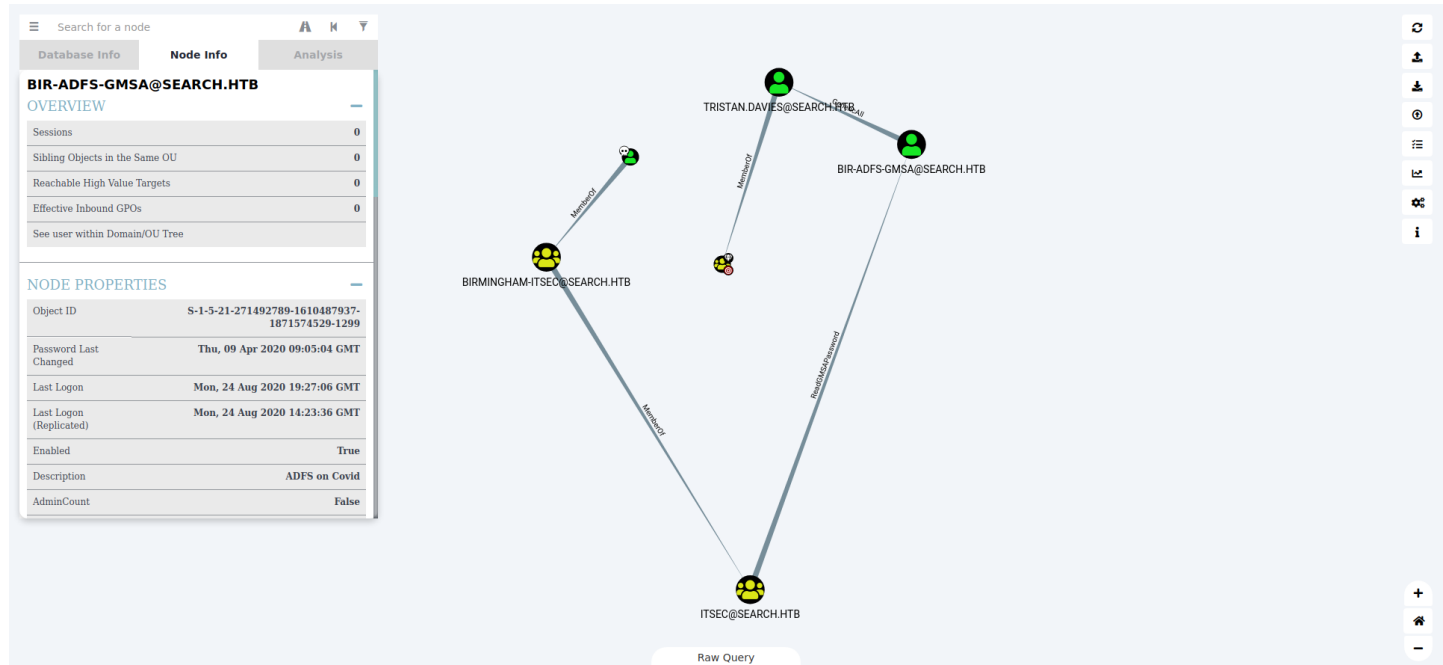 Search for a node
Database Info
Node Info
Analysis
BIR-ADFS-GMSA@SEARCH.HTB
OVERVIEW
Sessions 0
Sibling Objects in the Same OU 0
Reachable High Value Targets 0
Effective Inbound GPOs 0
See user within Domain/OU Tree
NODE PROPERTIES
Object ID S-1-5-21-271492789-1610487937-
1871574529-1299
Password Last Thu, 09 Apr 2020 09:05:04 GMT
Changed
Last Logon Mon, 24 Aug 2020 19:27:06 GMT
Last Logon Mon, 24 Aug 2020 14:23:36 GMT
(Replicated)
Enabled True
Description ADFS on Covid
AdminCount False
TRISTAN.DAVIES@SEARCH.HTB
BIR-ADFS-GMSA@SEARCH.HTB
MemberOf
MemberOf
BIRMINGHAM-ITSEC@SEARCH.HTB
ReadGMSAPassword
MemberOf
ITSEC@SEARCH.HTB
Raw Query